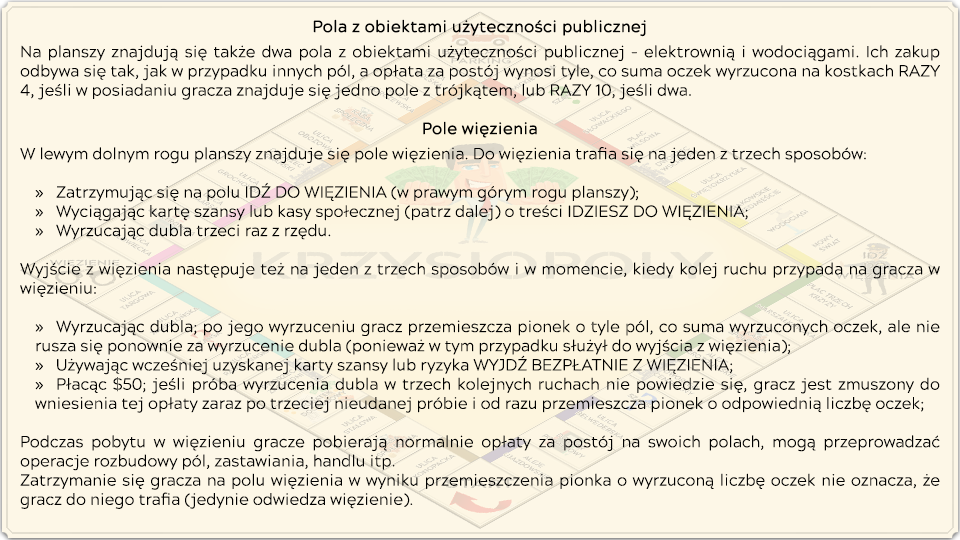 Pola z obiektami użyteczności publicznej
Na planszy znajdują się także dwa pola z obiektami użyteczności publicznej - elektrownią i wodociągami. Ich zakup
odbywa się tak, jak w przypadku innych pól, a opłata za postój wynosi tyle, co suma oczek wyrzucona na kostkach RAZY
4, jeśli w posiadaniu gracza znajduje się jedno pole z trójkątem, lub RAZY 10, jeśli dwa.
Pole więzienia
W lewym dolnym rogu planszy znajduje się pole więzienia. Do więzienia trafia się na jeden z trzech sposobów:
» Zatrzymując się na polu IDŹ DO WIĘZIENIA (w prawym górym rogu planszy);
» Wyciągając kartę szansy lub kasy społecznej (patrz dalej) o treści IDZIESZ DO WIĘZIENIA;
» Wyrzucając dubla trzeci raz z rzędu.
Wyjście z więzienia następuje też na jeden z trzech sposobów i w momencie, kiedy kolej ruchu przypada na gracza w
więzieniu:
» Wyrzucając dubla; po jego wyrzuceniu gracz przemieszcza pionek o tyle pól, co suma wyrzuconych oczek, ale nie
rusza się ponownie za wyrzucenie dubla (ponieważ w tym przypadku służył do wyjścia z więzienia);
» Używając wcześniej uzyskanej karty szansy lub ryzyka WYJDŹ BEZPŁATNIE Z WIĘZIENIA;
» Płacąc $50; jeśli próba wyrzucenia dubla w trzech kolejnych ruchach nie powiedzie się, gracz jest zmuszony do
wniesienia tej opłaty zaraz po trzeciej nieudanej próbie i od razu przemieszcza pionek o odpowiednią liczbę oczek;
Podczas pobytu w więzieniu gracze pobierają normalnie opłaty za postój na swoich polach, mogą przeprowadzać
operacje rozbudowy pól, zastawiania, handlu itp.
Zatrzymanie się gracza na polu więzienia w wyniku przemieszczenia pionka o wyrzuconą liczbę oczek nie oznacza, że
gracz do niego trafia (jedynie odwiedza więzienie).
KRZYSIOPOLY
PARKING
WIĘZIENIE
IDŹ